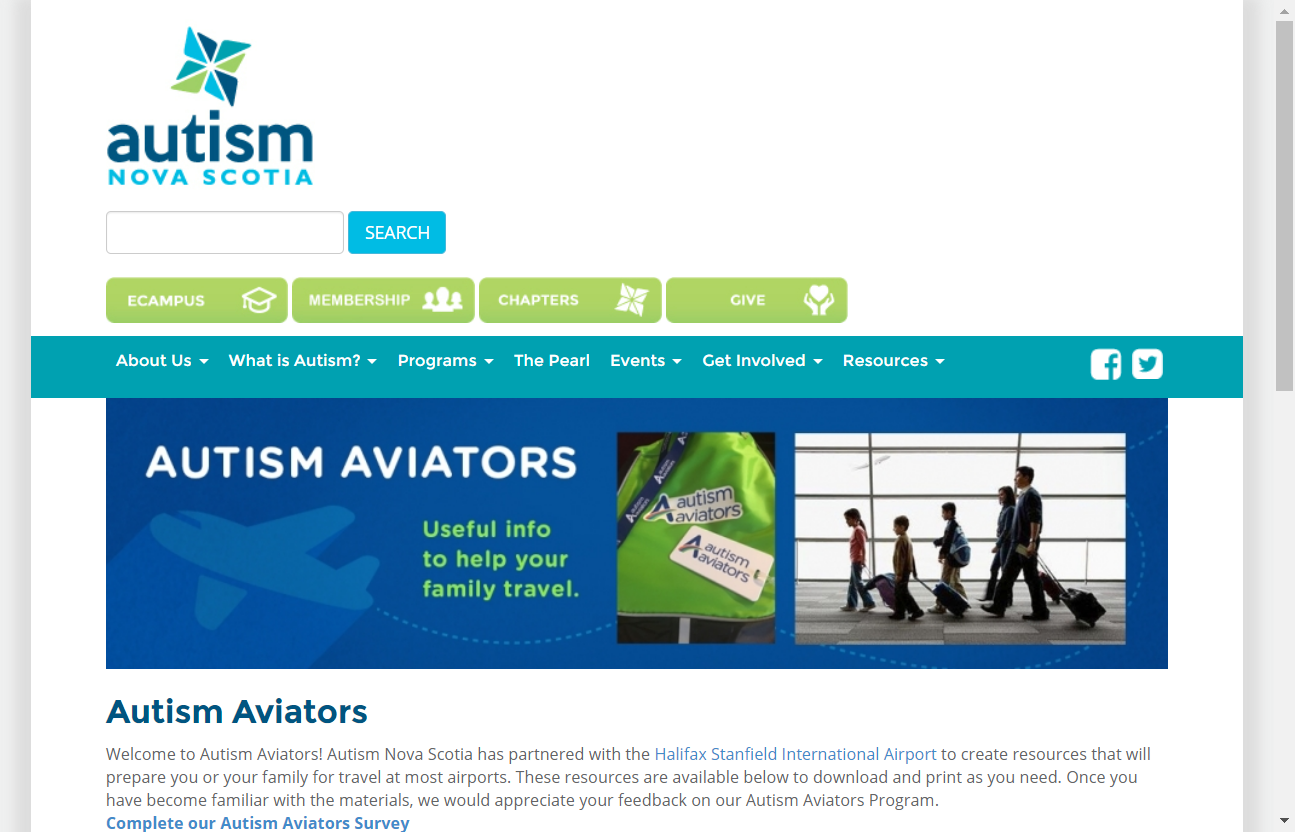 autism
NOVA SCOTIA
SEARCH
ECAMPUS
MEMBERSHIP
CHAPTERS
GIVE
About Us
What is Autism?
Programs
The Pearl
Events
Get Involved
Resources
AUTISM AVIATORS
Useful info
to help your
family travel.
autism
aviators
autism
aviators
Autism Aviators
Welcome to Autism Aviators! Autism Nova Scotia has partnered with the Halifax Stanfield International Airport to create resources that will
prepare you or your family for travel at most airports. These resources are available below to download and print as you need. Once you
have become familiar with the materials, we would appreciate your feedback on our Autism Aviators Program.
Complete our Autism Aviators Survey